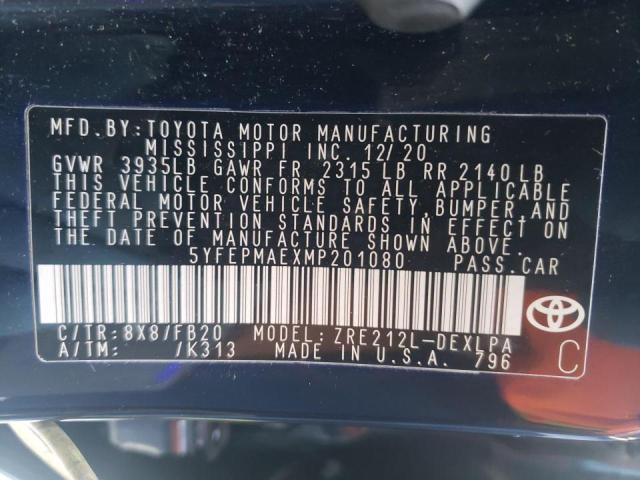 MFD. BY: TOYOTA MOTOR MANUFACTURING
MISSISSIPPI INC. 12/20
GVWR 3935LB GAWR FR 2315 LB RR 2140 LB
THIS VEHICLE CONFORMS TO ALL APPLICABLE
FEDERAL MOTOR VEHICLE SAFETY, BUMPER, AND
THEFT PREVENTION STANDARDS IN EFFECT ON
THE DATE OF MANUFACTURE SHOWN ABOVE.
5YFEPMAEXMP201080 PASS. CAR
C/TR: 8X8/FB20 MODEL: ZRE212L-DEXLPA
A/TM: /K313 MADE IN U.S.A. 796
C